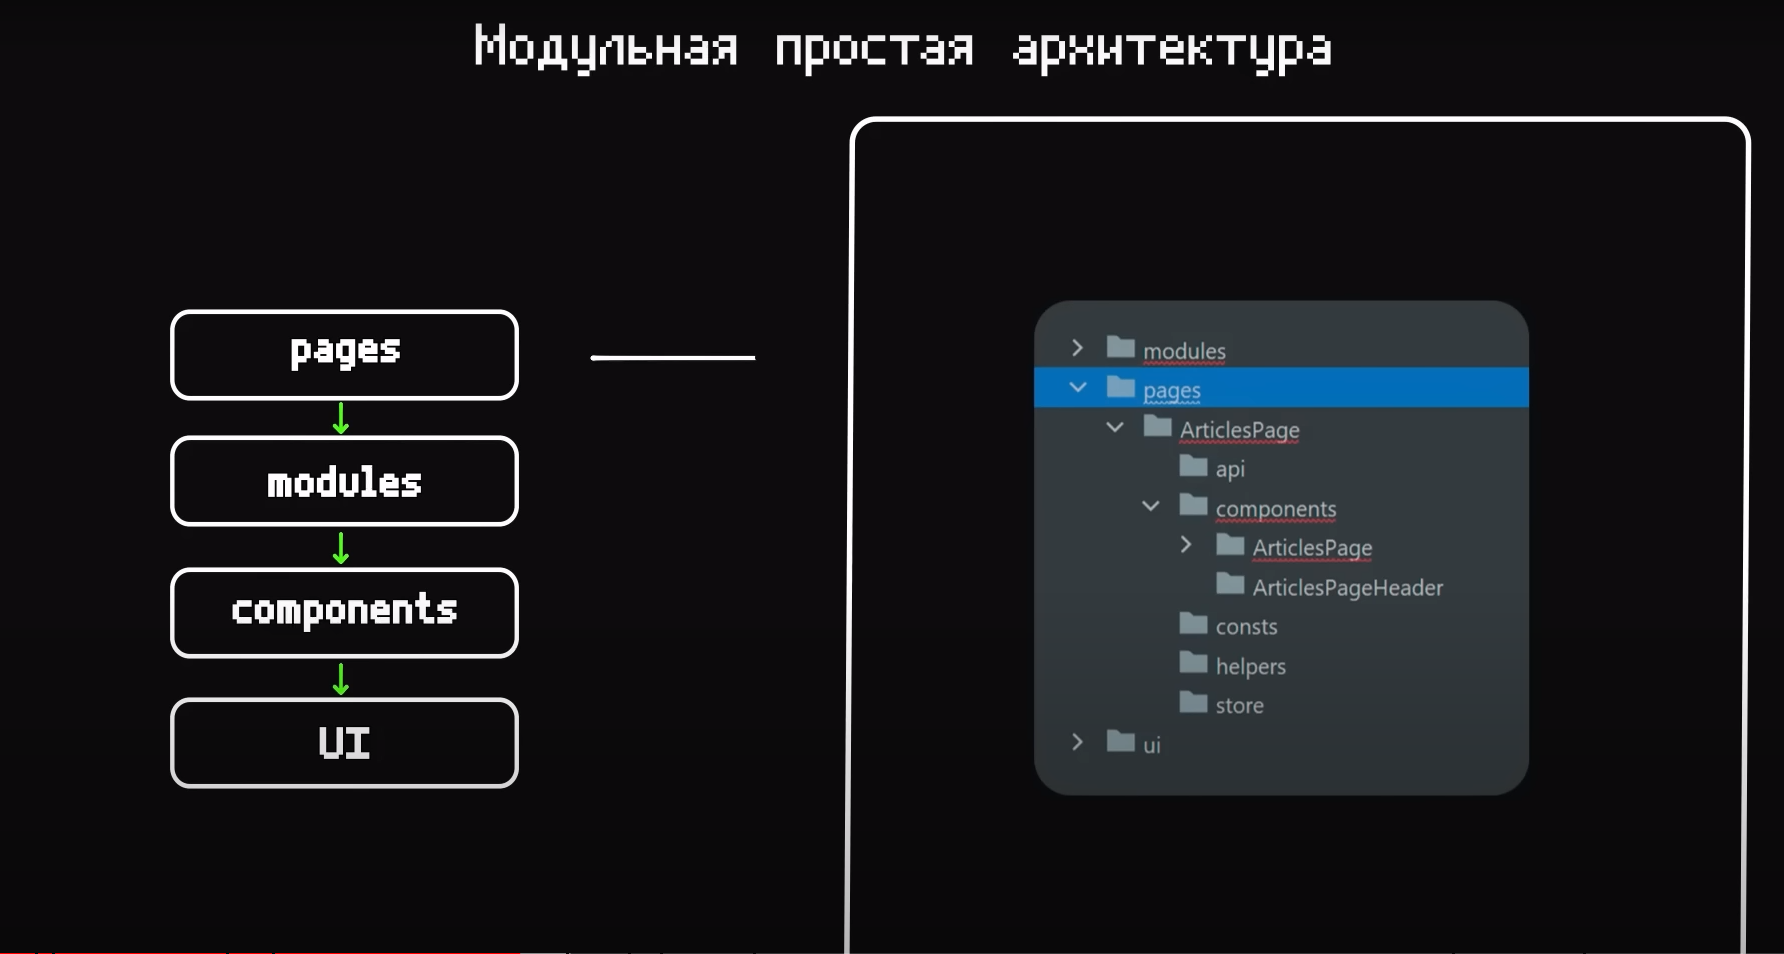 Модульная простая архитектура
pages
modules
components
UI
modules
pages
ArticlesPage
api
components
ArticlesPage
ArticlesPageHeader
consts
helpers
store
ui